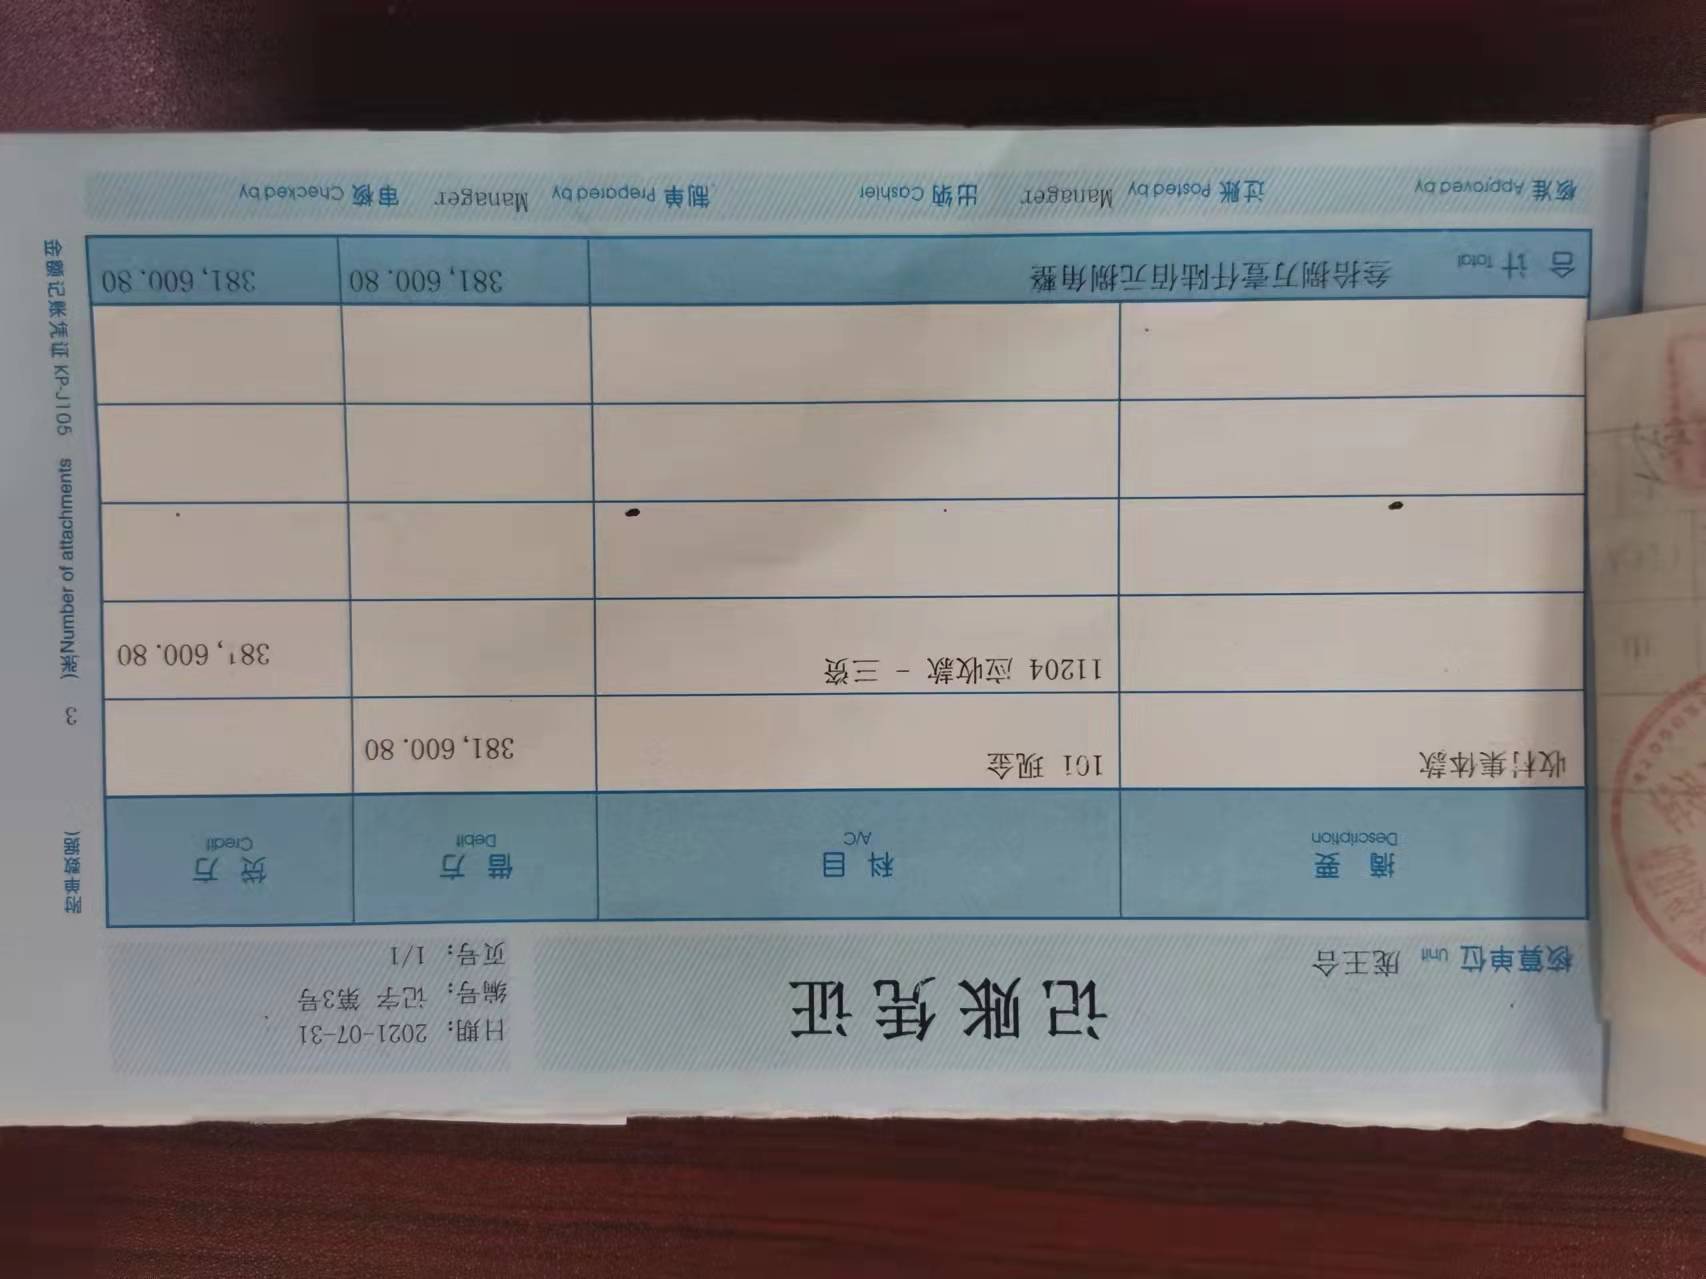 记账凭证
日期：2021-07-31
编号：记字 第3号
页号：1/1
核算单位 Unit 庞王合
摘要 Description 科目 A/C 借方 Debit 贷方 Credit
收村集体款 101 现金 381,600.80
11204 应收款 - 三资 381,600.80
合计 Total 叁拾捌万壹仟陆佰元捌角整 381,600.80 381,600.80
核准 Approved by 过账 Posted by Manager 出纳 Cashier 制单 Prepared by Manager 审核 Checked by
附单数据) 3 张)Number of attachments 金额记账凭证 KP-J105